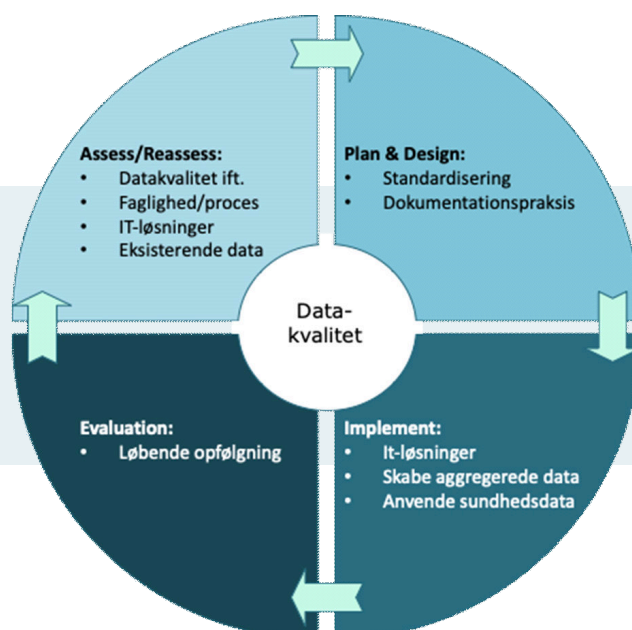 Assess/Reassess:
• Datakvalitet ift.
• Faglighed/proces
• IT-løsninger
• Eksisterende data
Plan & Design:
• Standardisering
• Dokumentationspraksis
Data-
kvalitet
Evaluation:
• Løbende opfølgning
Implement:
• It-løsninger
• Skabe aggregerede data
• Anvende sundhedsdata